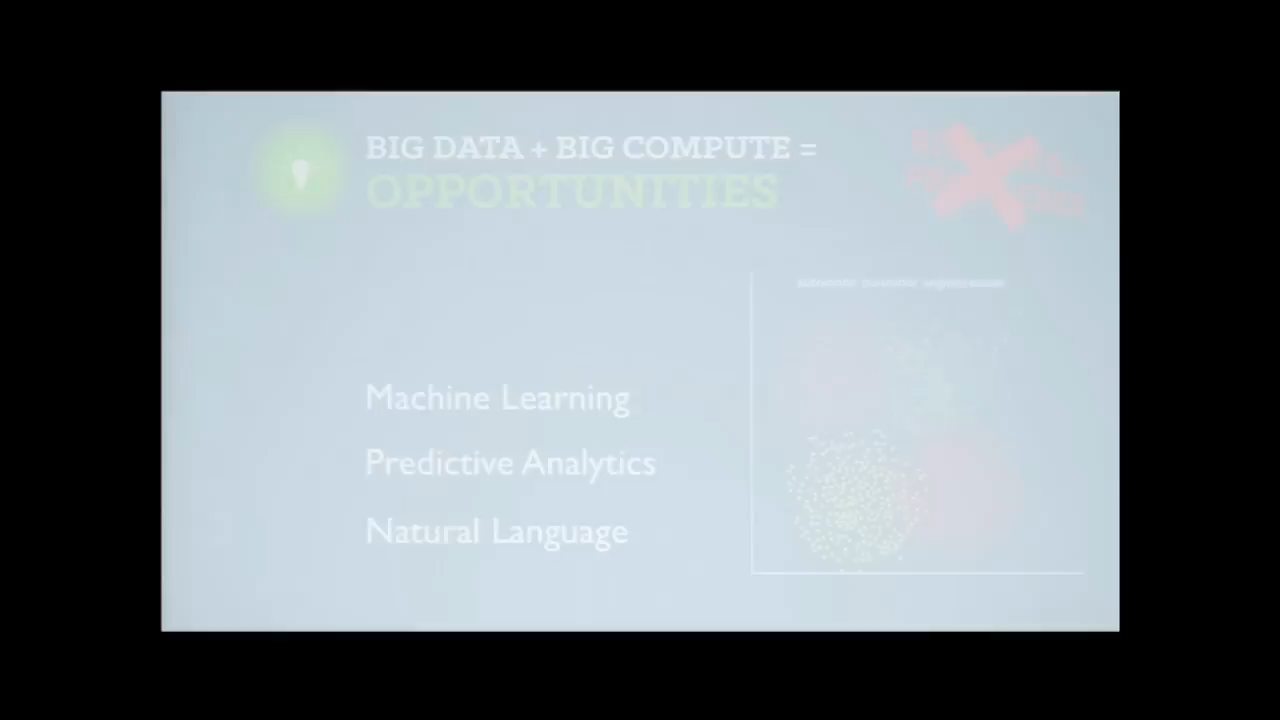 BIG DATA + BIG COMPUTE =
OPPORTUNITIES
Machine Learning
Predictive Analytics
Natural Language